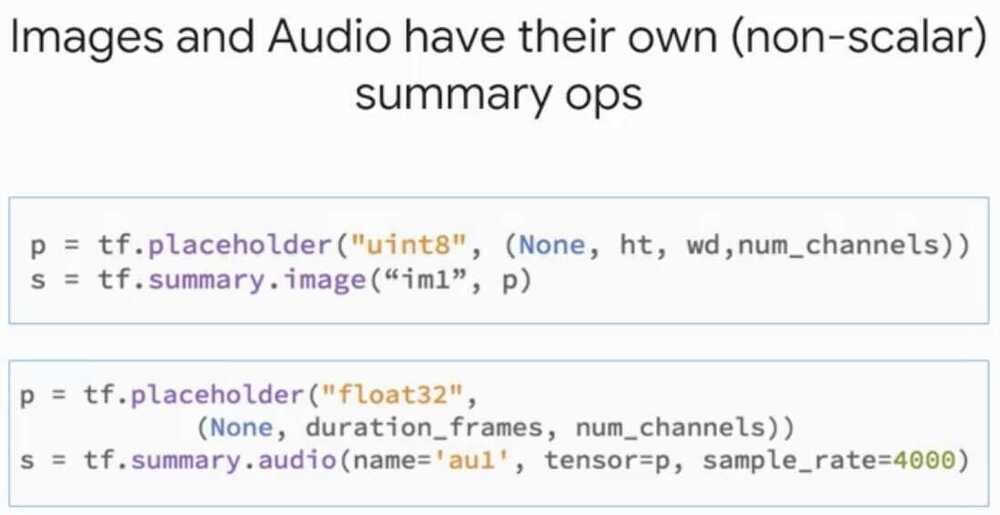 Images and Audio have their own (non-scalar)
summary ops
p = tf.placeholder("uint8", (None, ht, wd,num_channels))
s = tf.summary.image(“im1”, p)
p = tf.placeholder("float32",
(None, duration_frames, num_channels))
s = tf.summary.audio(name='au1', tensor=p, sample_rate=4000)